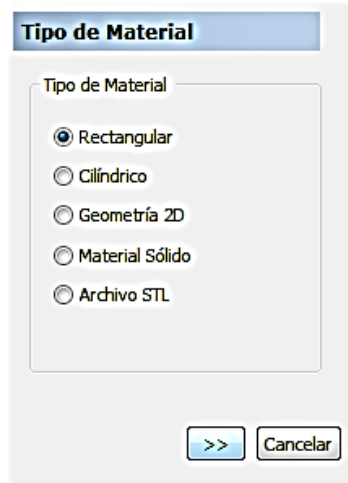 Tipo de Material
Tipo de Material
Rectangular
Cilíndrico
Geometría 2D
Material Sólido
Archivo STL
>> Cancelar